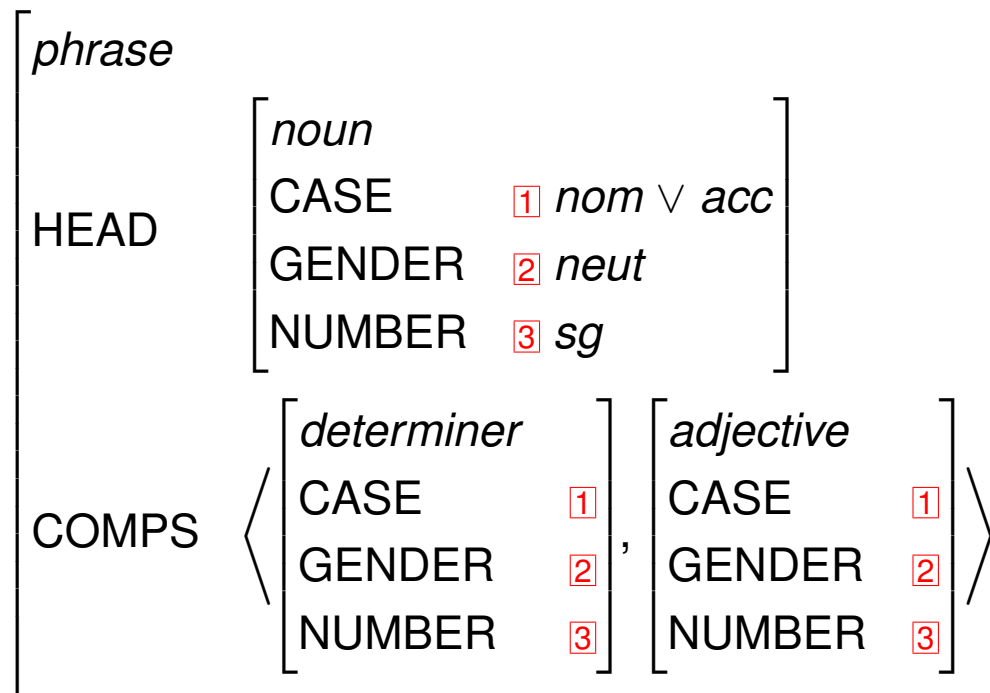 phrase
noun
CASE 1 nom ∨ acc
HEAD
GENDER 2 neut
NUMBER 3 sg
determiner adjective
CASE 1 CASE 1
COMPS ⟨ , ⟩
GENDER 2 GENDER 2
NUMBER 3 NUMBER 3